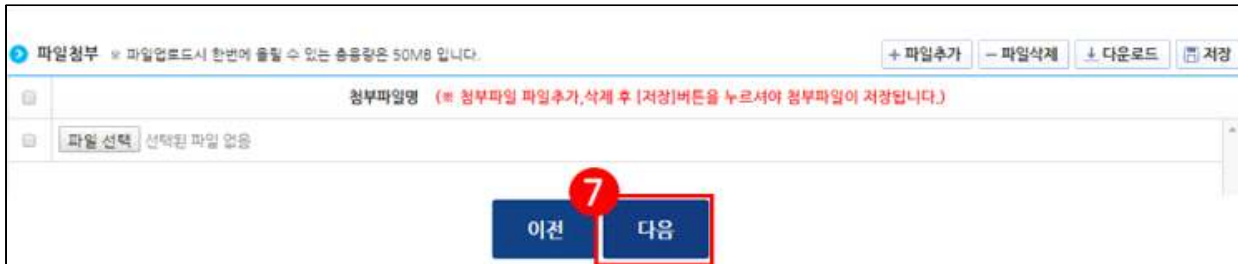 파일첨부 ※ 파일업로드시 한번에 올릴 수 있는 총용량은 50MB 입니다. + 파일추가 - 파일삭제 다운로드 저장
첨부파일명 (※ 첨부파일 파일추가,삭제 후 [저장]버튼을 누르셔야 첨부파일이 저장됩니다.)
파일 선택 선택된 파일 없음
7
이전 다음